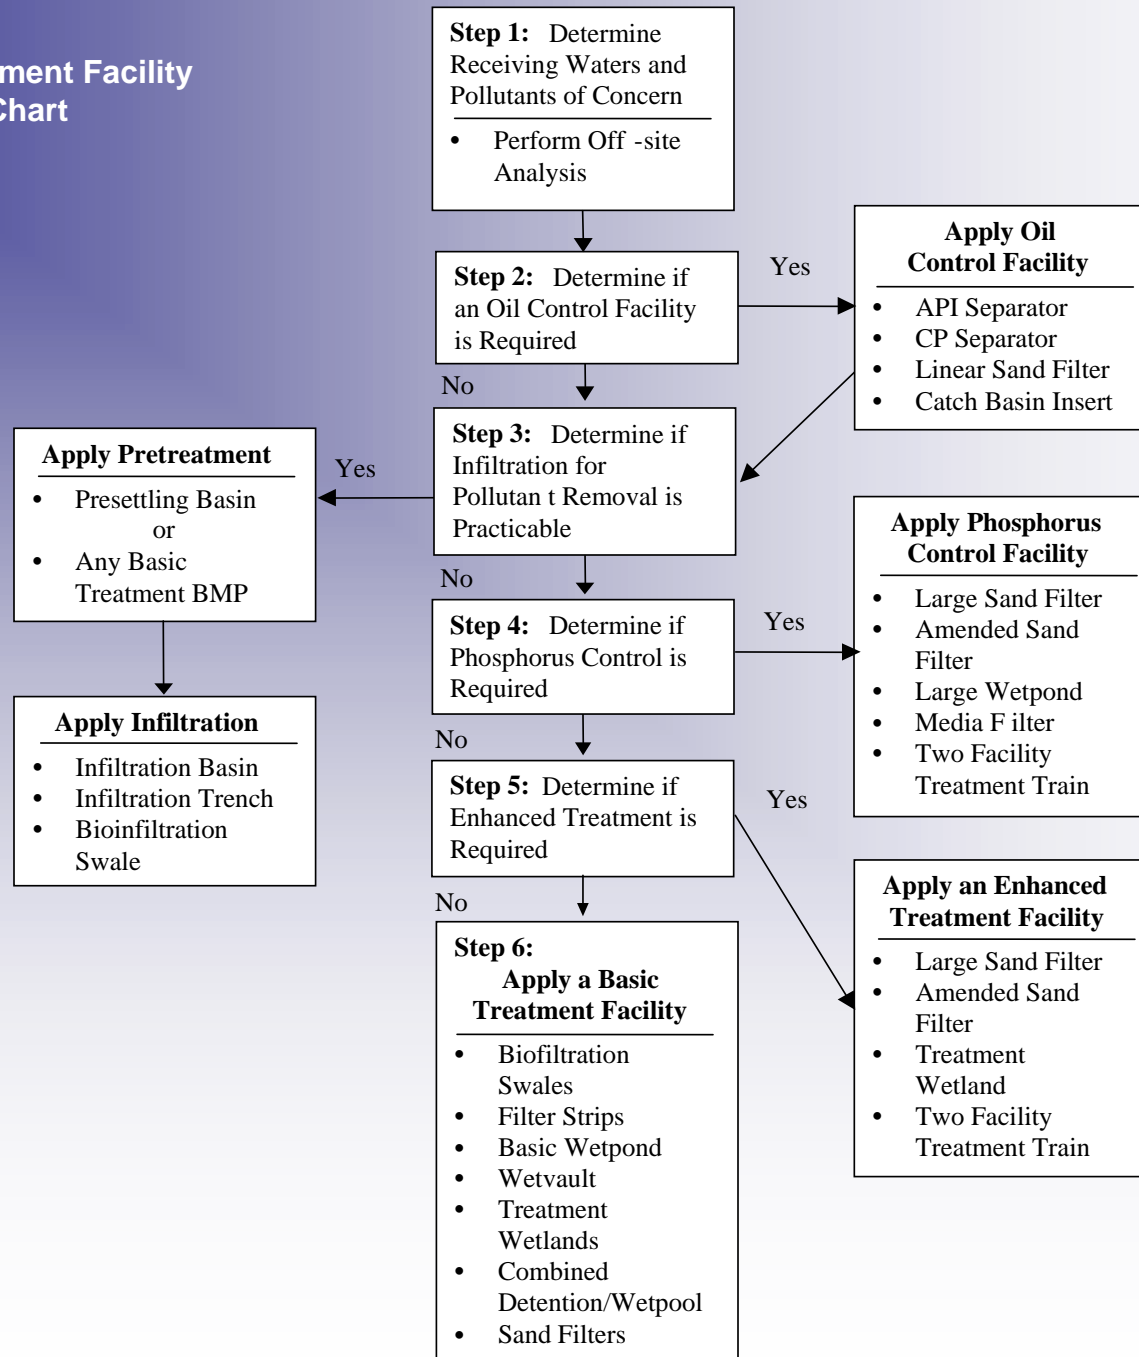 ment Facility
Chart
Step 1: Determine
Receiving Waters and
Pollutants of Concern
• Perform Off -site
Analysis
Step 2: Determine if
an Oil Control Facility
is Required
Yes
Apply Oil
Control Facility
• API Separator
• CP Separator
• Linear Sand Filter
• Catch Basin Insert
No
Step 3: Determine if
Infiltration for
Pollutan t Removal is
Practicable
Yes
Apply Pretreatment
• Presettling Basin
or
• Any Basic
Treatment BMP
Apply Infiltration
• Infiltration Basin
• Infiltration Trench
• Bioinfiltration
Swale
No
Step 4: Determine if
Phosphorus Control is
Required
Yes
Apply Phosphorus
Control Facility
• Large Sand Filter
• Amended Sand
Filter
• Large Wetpond
• Media F ilter
• Two Facility
Treatment Train
No
Step 5: Determine if
Enhanced Treatment is
Required
Yes
Apply an Enhanced
Treatment Facility
• Large Sand Filter
• Amended Sand
Filter
• Treatment
Wetland
• Two Facility
Treatment Train
No
Step 6:
Apply a Basic
Treatment Facility
• Biofiltration
Swales
• Filter Strips
• Basic Wetpond
• Wetvault
• Treatment
Wetlands
• Combined
Detention/Wetpool
• Sand Filters